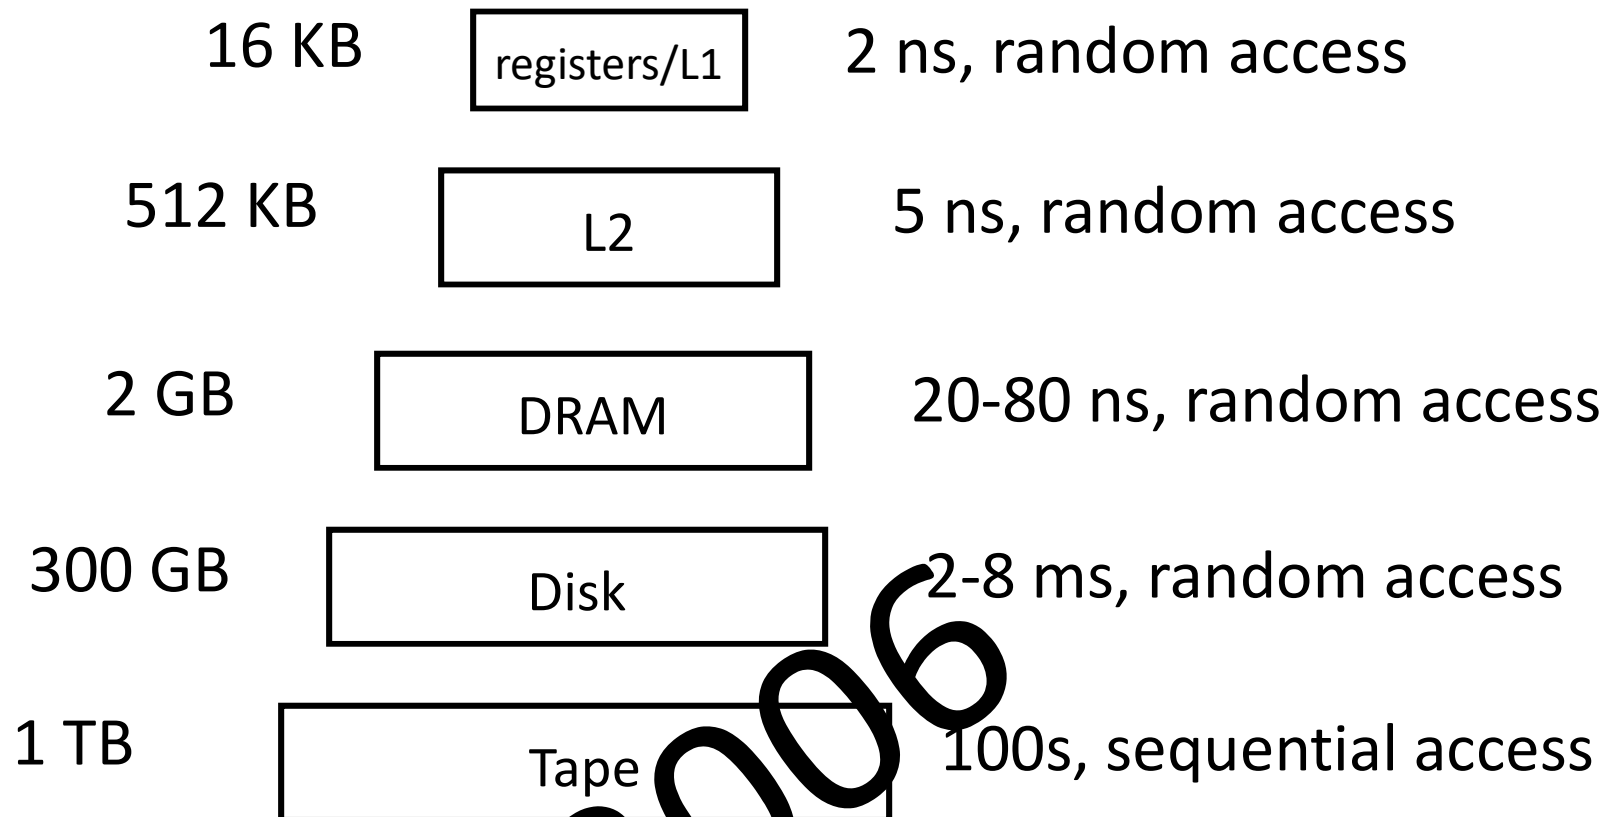 16 KB registers/L1 2 ns, random access
512 KB L2 5 ns, random access
2 GB DRAM 20-80 ns, random access
300 GB Disk 2-8 ms, random access
1 TB Tape 100s, sequential access